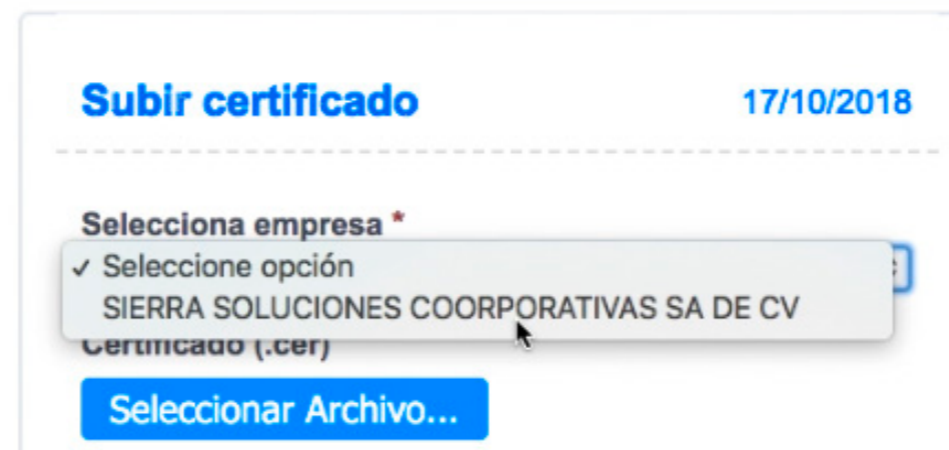 Subir certificado 17/10/2018
Selecciona empresa *
✓ Seleccione opción
SIERRA SOLUCIONES COORPORATIVAS SA DE CV
Certificado (.cer)
Seleccionar Archivo...